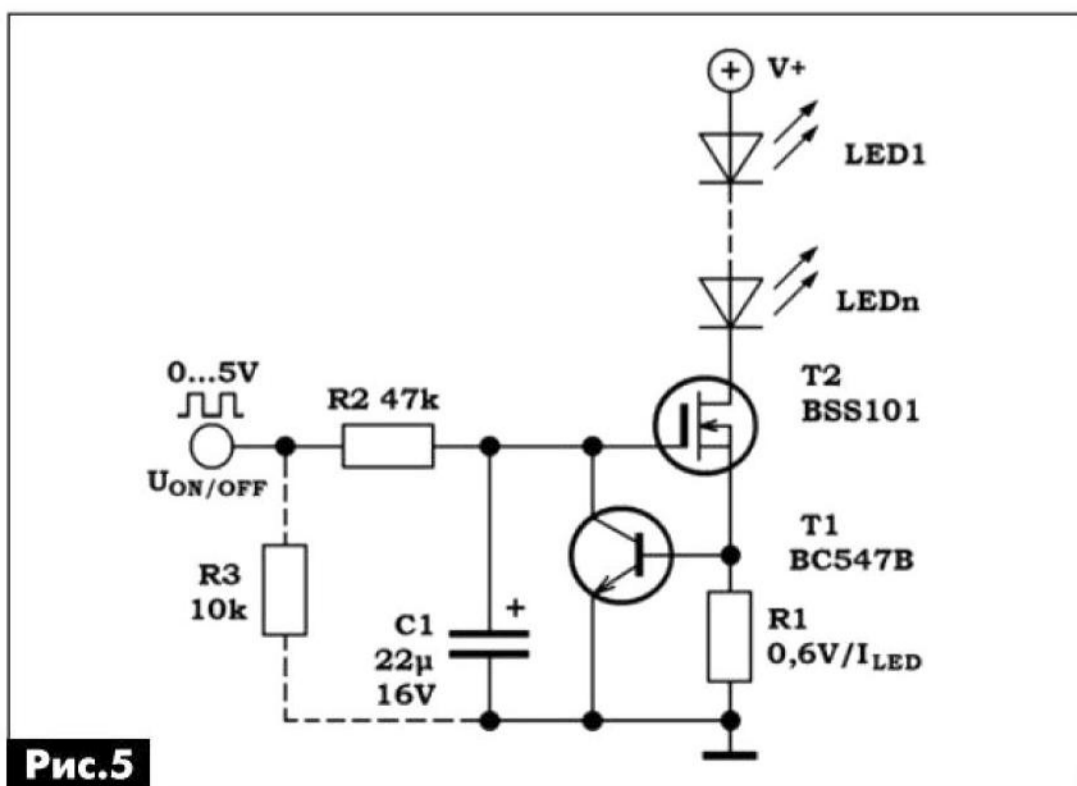 V+
LED1
LEDn
0...5V
R2 47k
T2
BSS101
UON/OFF
T1
BC547B
R3
10k
C1
22µ
16V
+
R1
0,6V/ILED
Рис.5